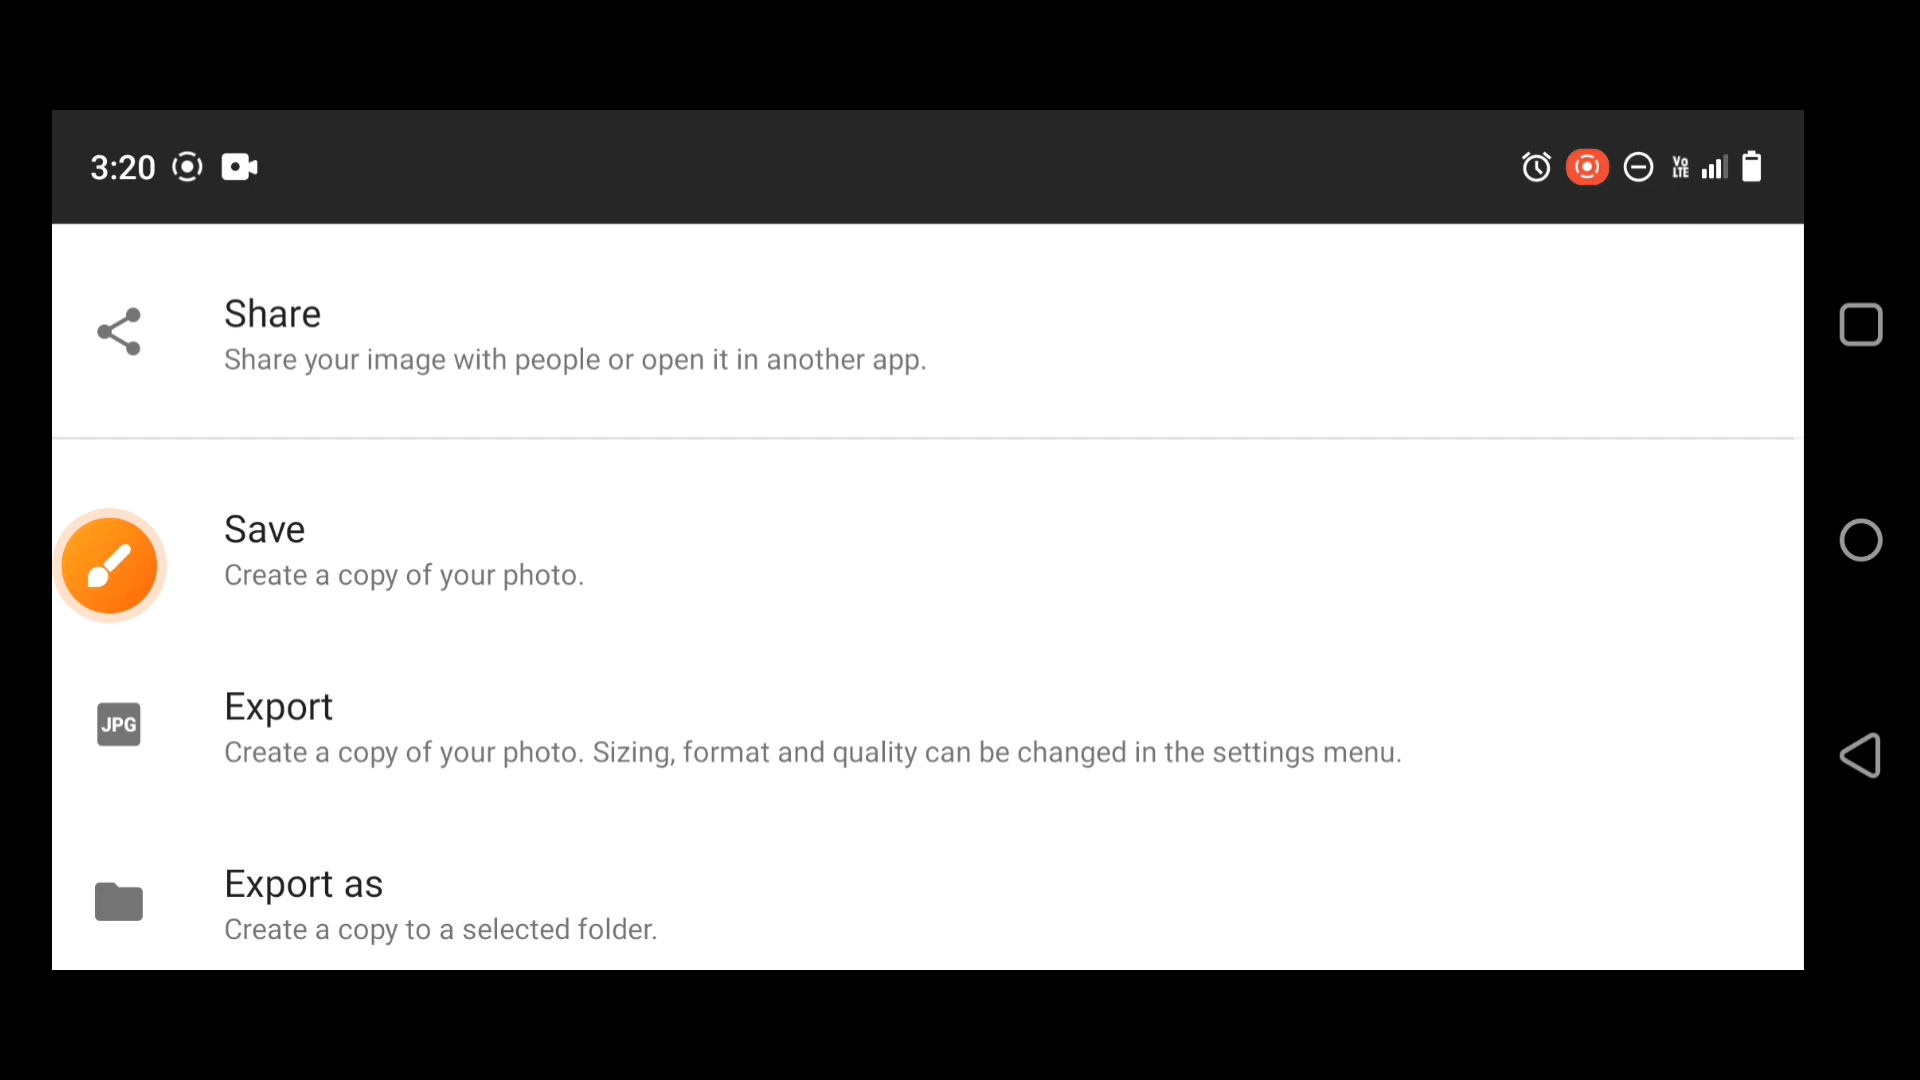 3:20
Vo
LTE
Share
Share your image with people or open it in another app.
Save
Create a copy of your photo.
JPG
Export
Create a copy of your photo. Sizing, format and quality can be changed in the settings menu.
Export as
Create a copy to a selected folder.